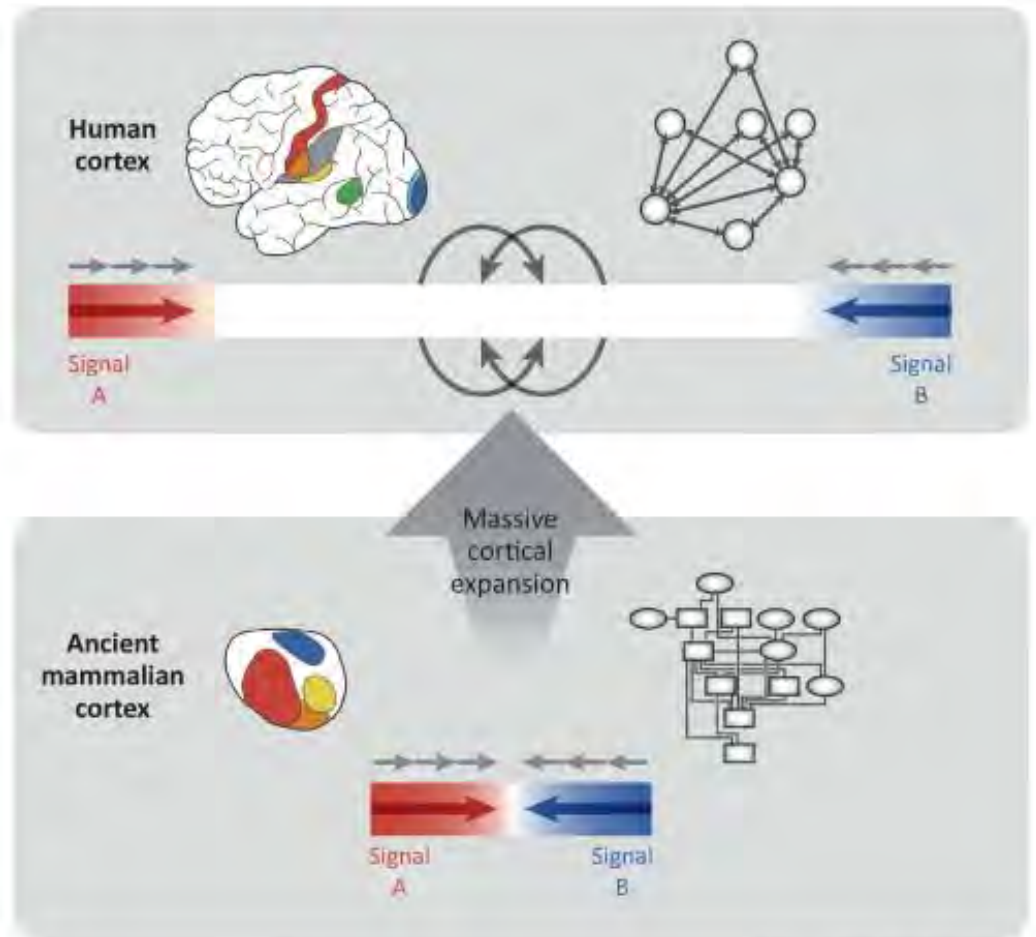 Human
cortex
Signal
A
Signal
B
Massive
cortical
expansion
Ancient
mammalian
cortex
Signal
A
Signal
B